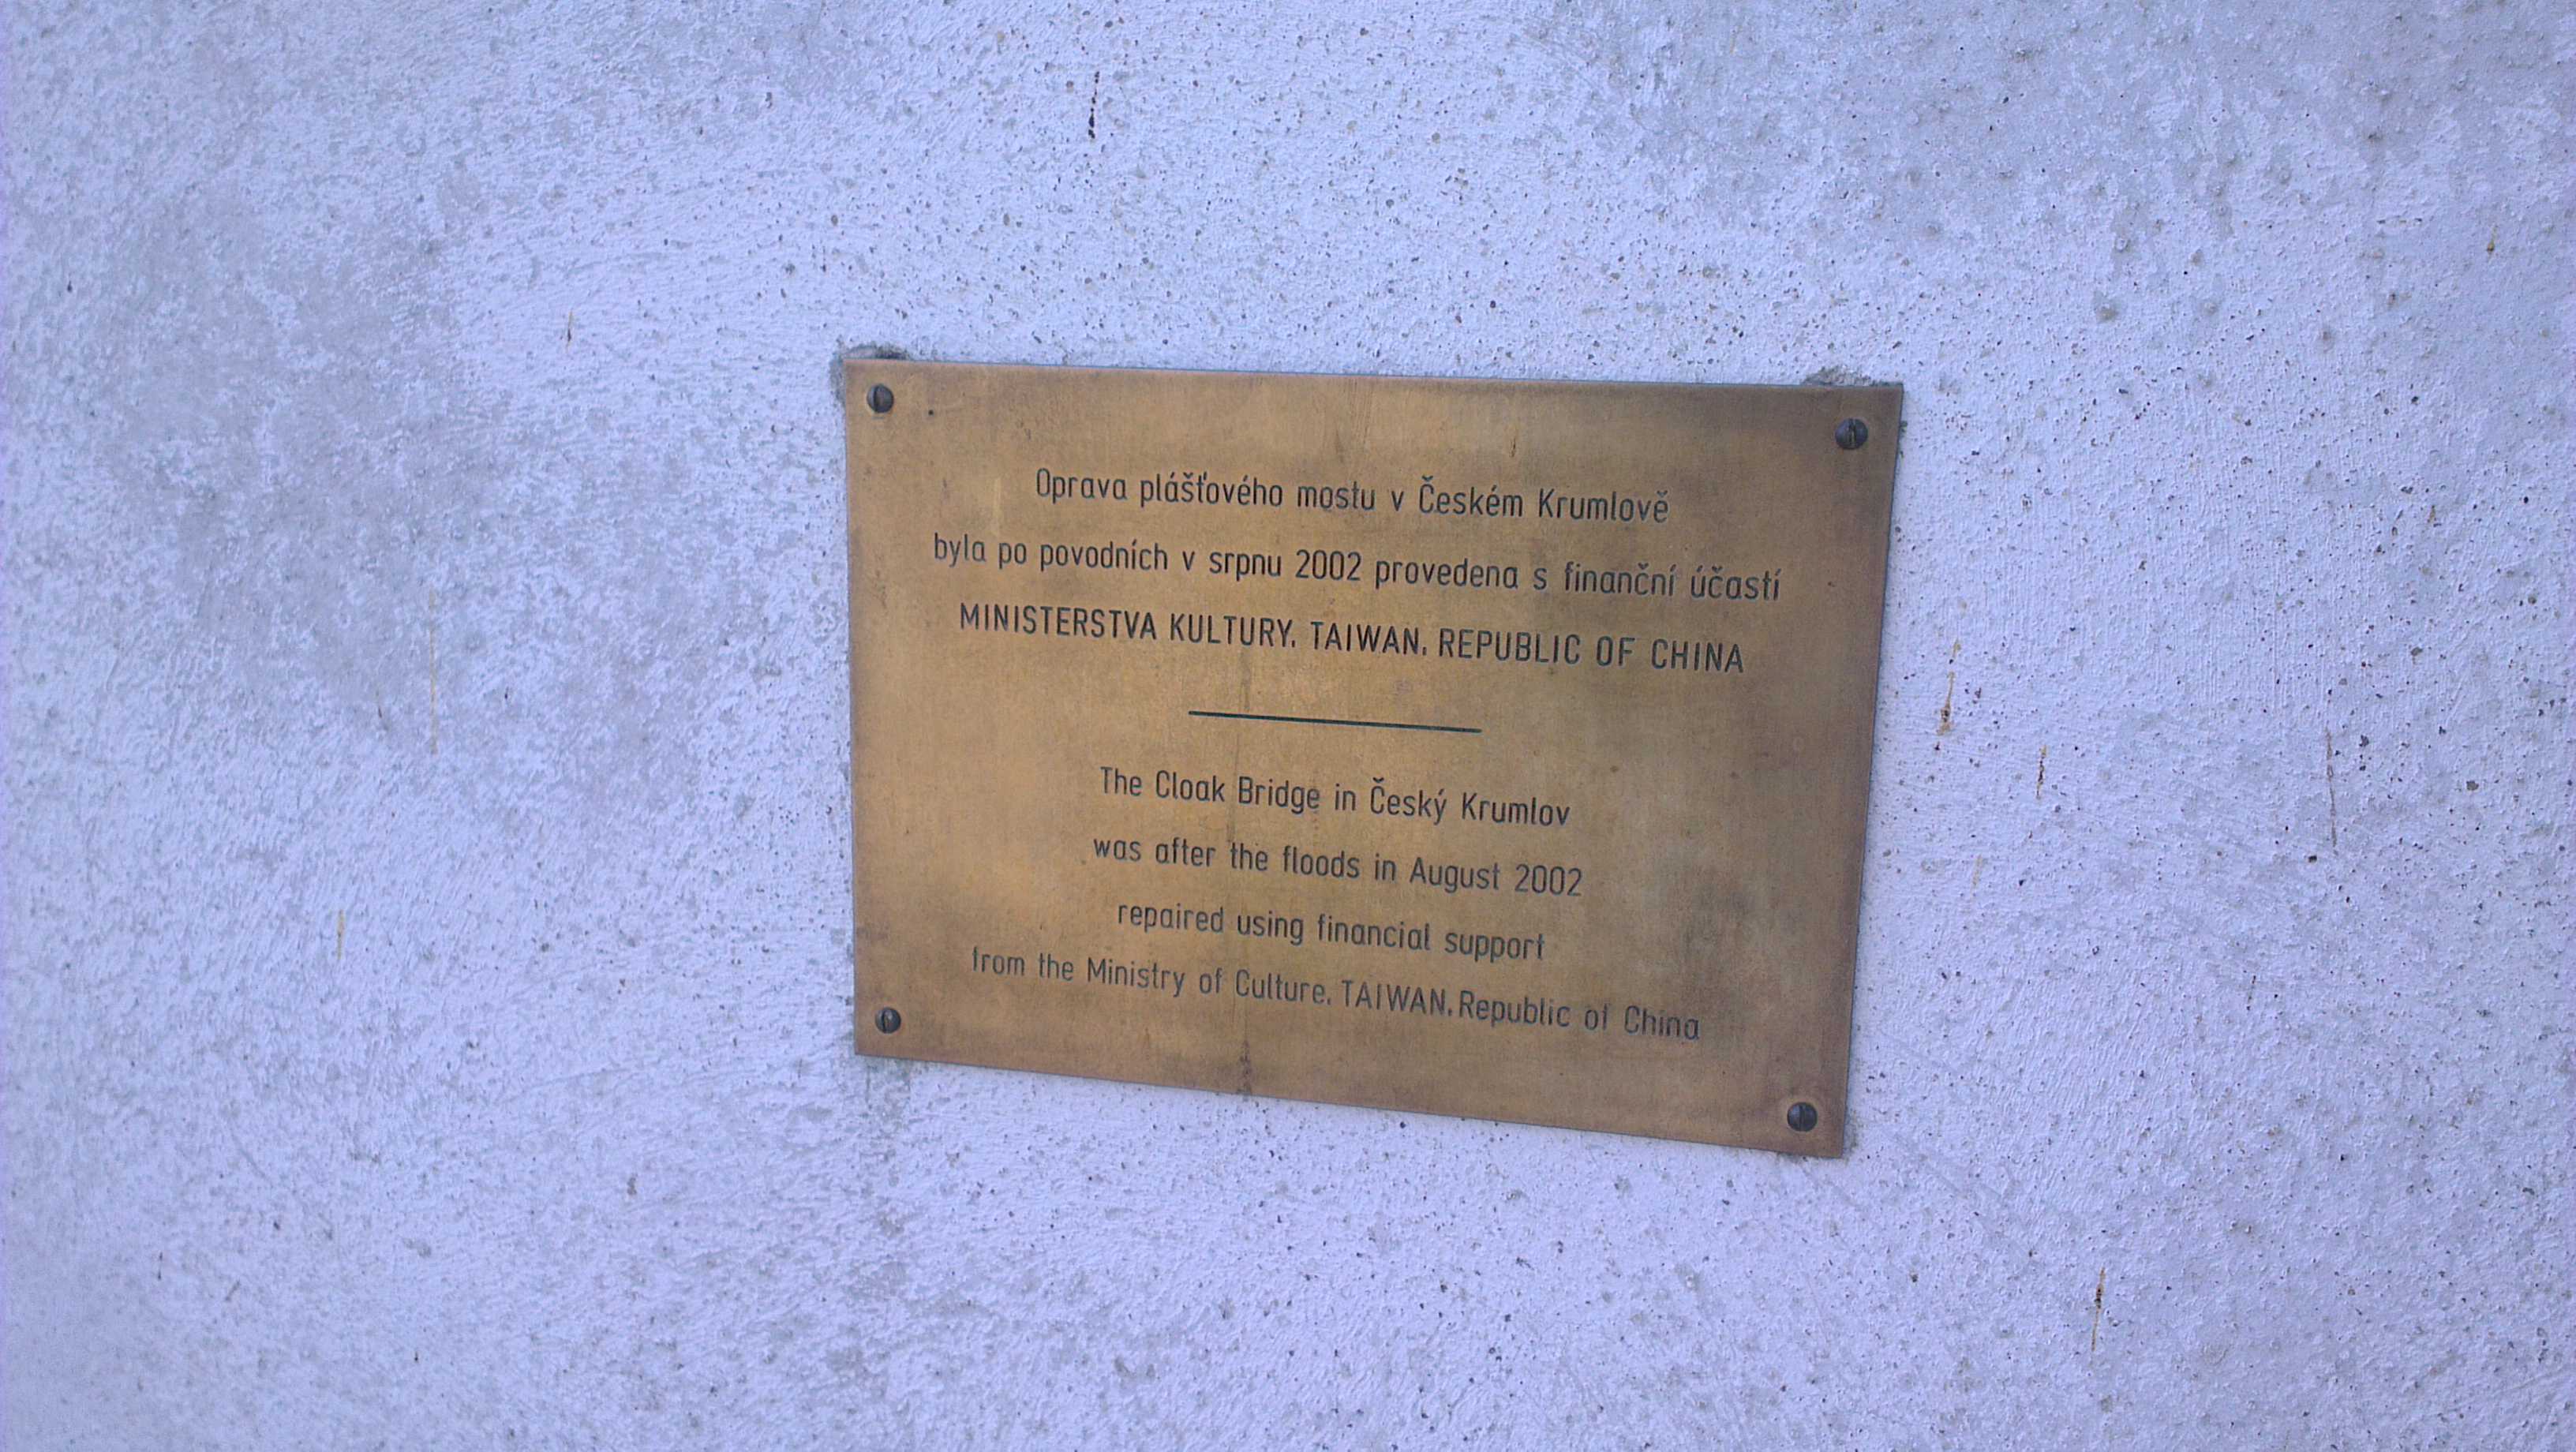 Oprava plášťového mostu v Českém Krumlově
byla po povodních v srpnu 2002 provedena s finanční účastí
MINISTERSTVA KULTURY, TAIWAN, REPUBLIC OF CHINA
The Cloak Bridge in Český Krumlov
was after the floods in August 2002
repaired using financial support
from the Ministry of Culture, TAIWAN, Republic of China